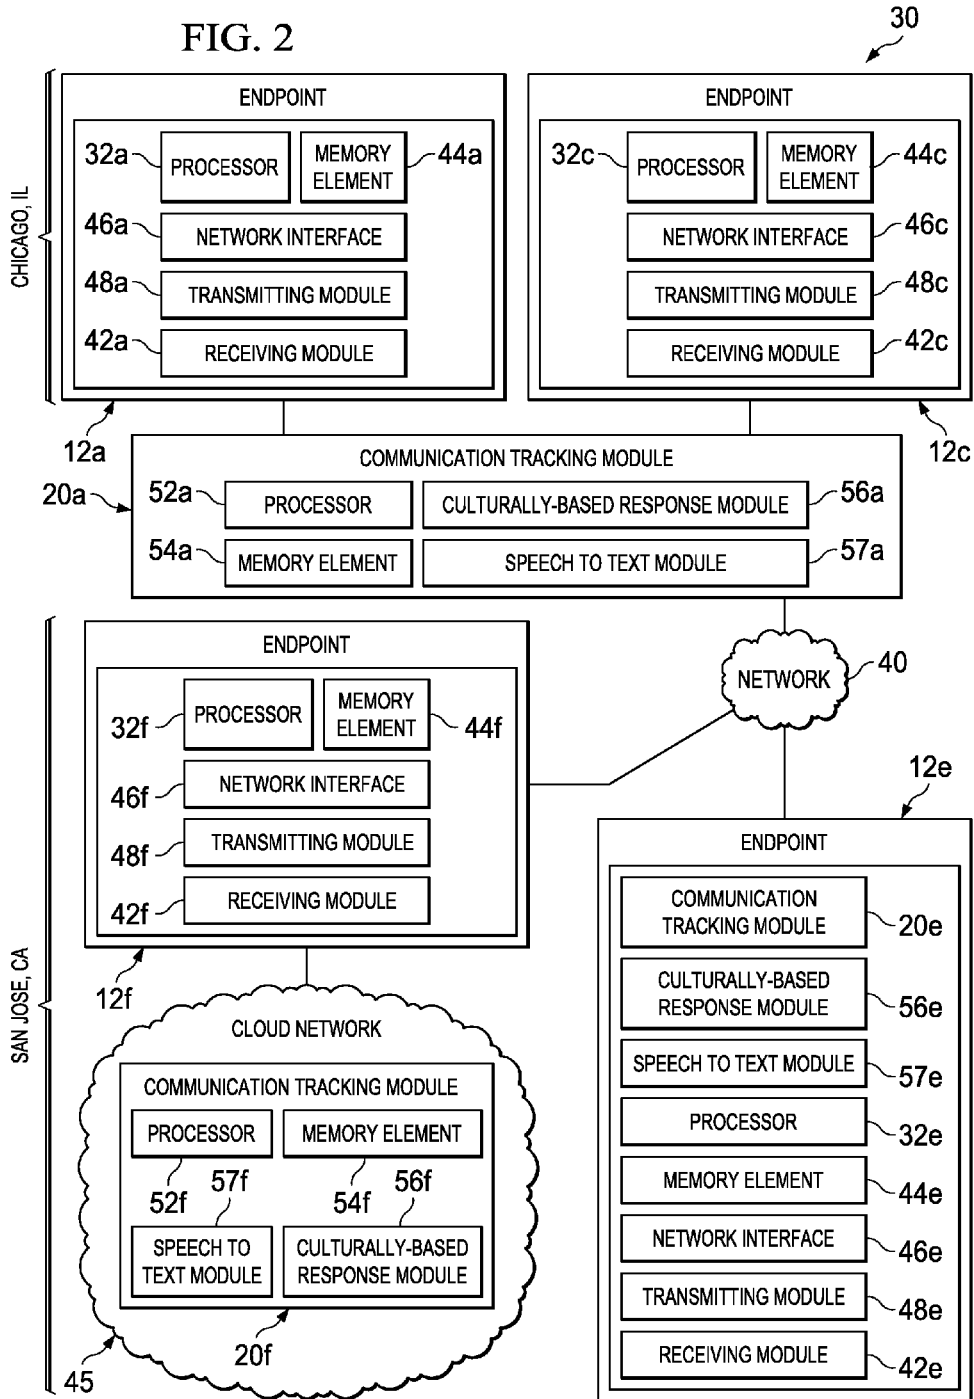 FIG. 2
30
CHICAGO, IL
ENDPOINT
32a
PROCESSOR
MEMORY
ELEMENT
44a
46a
NETWORK INTERFACE
48a
TRANSMITTING MODULE
42a
RECEIVING MODULE
12a
ENDPOINT
32c
PROCESSOR
MEMORY
ELEMENT
44c
NETWORK INTERFACE
46c
TRANSMITTING MODULE
48c
RECEIVING MODULE
42c
12c
20a
COMMUNICATION TRACKING MODULE
52a
PROCESSOR
CULTURALLY-BASED RESPONSE MODULE
56a
54a
MEMORY ELEMENT
SPEECH TO TEXT MODULE
57a
NETWORK
40
SAN JOSE, CA
ENDPOINT
32f
PROCESSOR
MEMORY
ELEMENT
44f
46f
NETWORK INTERFACE
48f
TRANSMITTING MODULE
42f
RECEIVING MODULE
12f
CLOUD NETWORK
COMMUNICATION TRACKING MODULE
PROCESSOR
MEMORY ELEMENT
52f
57f
54f
56f
SPEECH TO
TEXT MODULE
CULTURALLY-BASED
RESPONSE MODULE
20f
45
12e
ENDPOINT
COMMUNICATION
TRACKING MODULE
20e
CULTURALLY-BASED
RESPONSE MODULE
56e
SPEECH TO TEXT MODULE
57e
PROCESSOR
32e
MEMORY ELEMENT
44e
NETWORK INTERFACE
46e
TRANSMITTING MODULE
48e
RECEIVING MODULE
42e